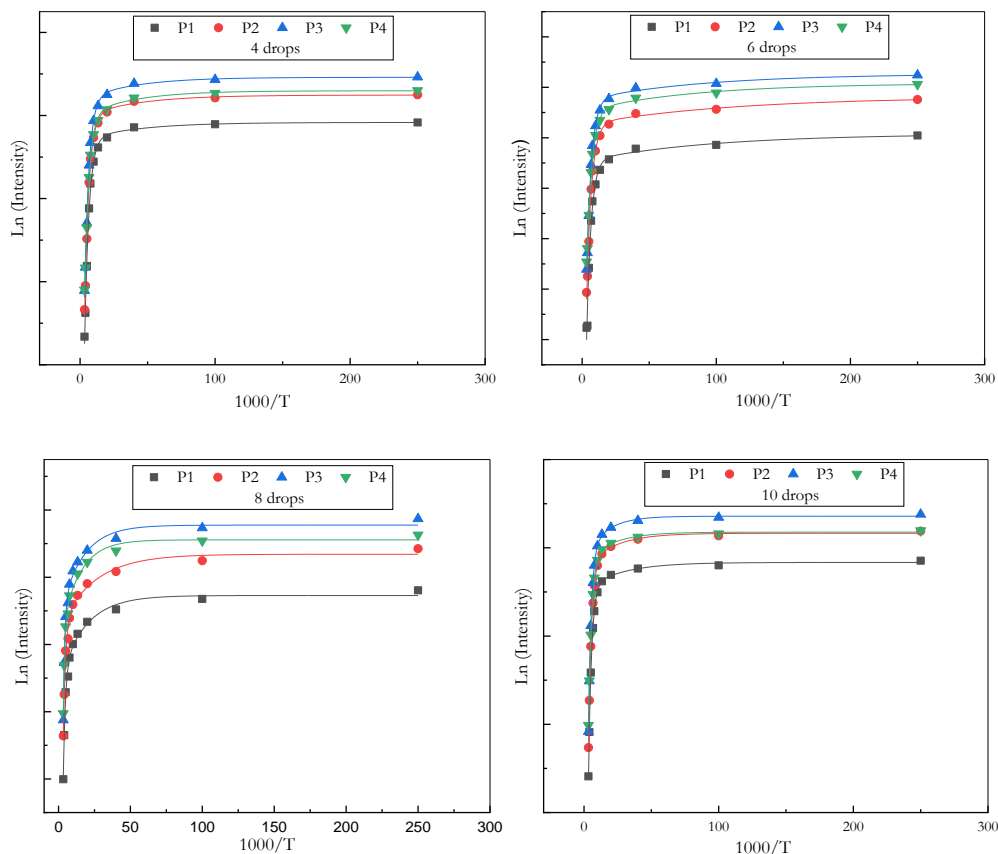 P1 P2 P3 P4
4 drops
Ln (Intensity)
0 100 200 300
1000/T
P1 P2 P3 P4
6 drops
Ln (Intensity)
0 100 200 300
1000/T
P1 P2 P3 P4
8 drops
Ln (Intensity)
0 50 100 150 200 250 300
1000/T
P1 P2 P3 P4
10 drops
Ln (Intensity)
0 100 200 300
1000/T